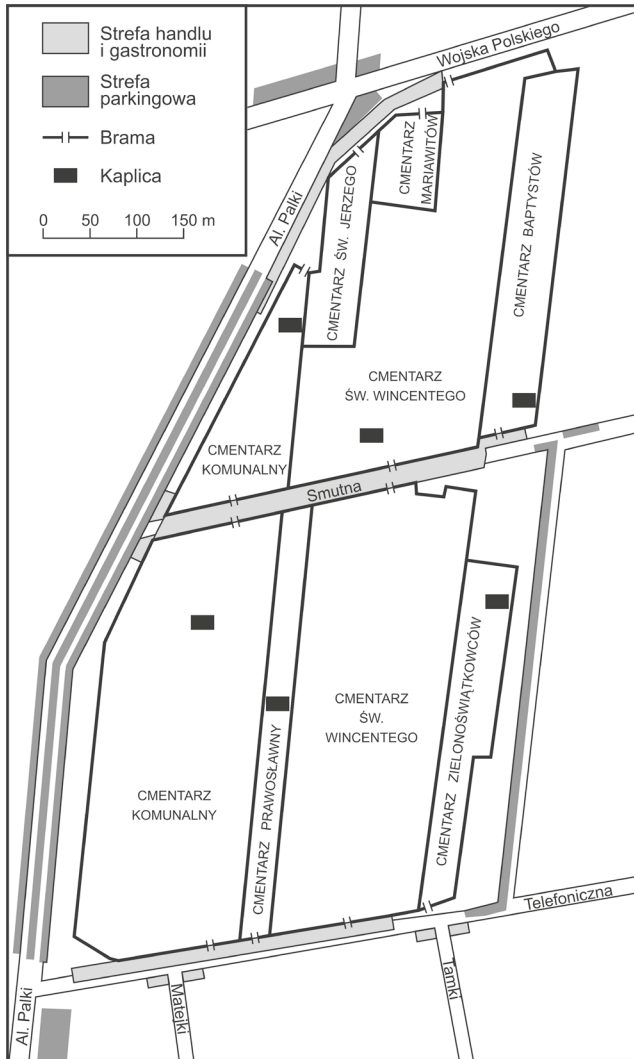 Strefa handlu
i gastronomii
Strefa
parkingowa
Brama
Kaplica
0 50 100 150 m
Wojska Polskiego
Al. Palki
CMENTARZ
MARIAWITÓW
CMENTARZ ŚW. JERZEGO
CMENTARZ BAPTYSTÓW
CMENTARZ
ŚW. WINCENTEGO
CMENTARZ
KOMUNALNY
Smutna
CMENTARZ
ŚW.
WINCENTEGO
CMENTARZ ZIELONOŚWIĄTKOWCÓW
CMENTARZ PRAWOSŁAWNY
CMENTARZ
KOMUNALNY
Telefoniczna
Al. Palki
Matejki
Tamki